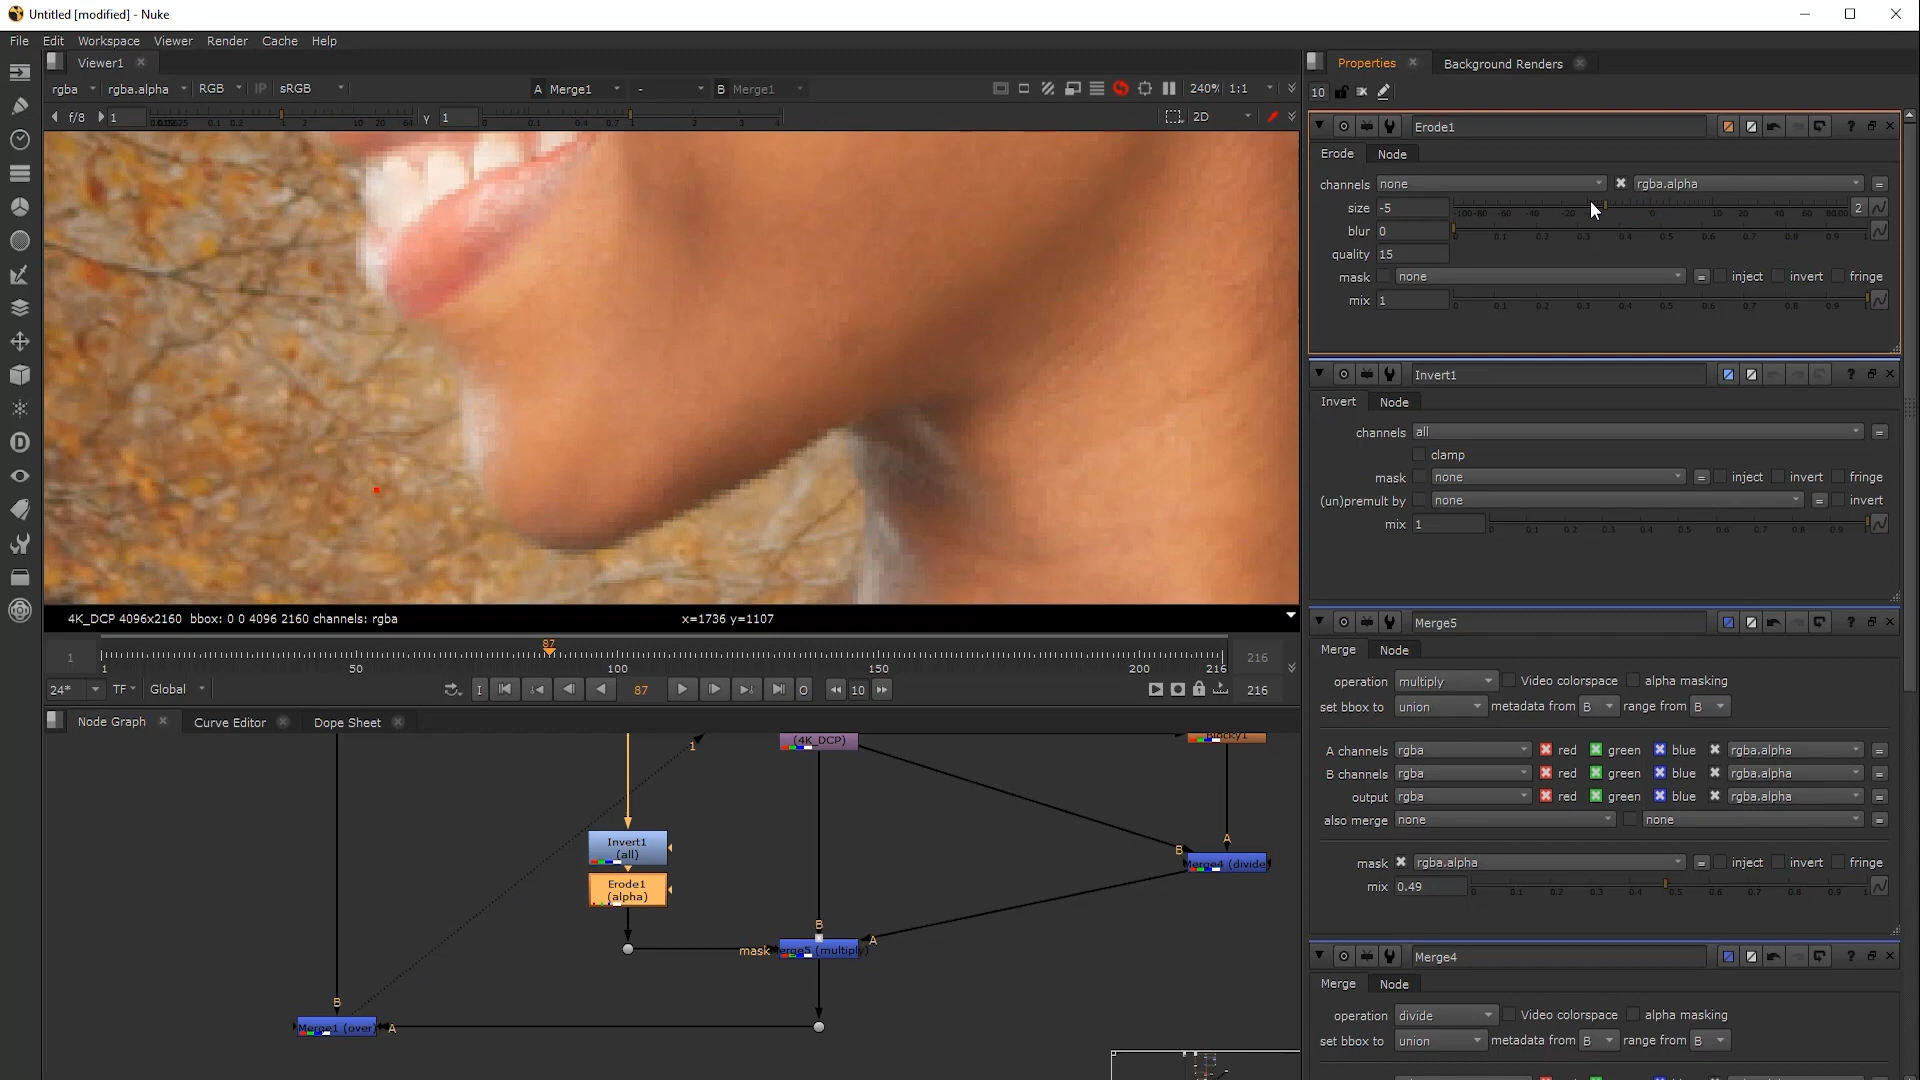 Untitled [modified] - Nuke
File Edit Workspace Viewer Render Cache Help
Viewer1
rgba rgba.alpha RGB IP sRGB A Merge1 - B Merge1 240% 1:1
f/8 1 Y 1 2D
4K_DCP 4096x2160 bbox: 0 0 4096 2160 channels: rgba x=1736 y=1107
87
1 1 50 100 150 200 216 216
24* TF Global I 87 O 10 216
Node Graph Curve Editor Dope Sheet
(4K_DCP)
1
Invert1
(all)
Erode1
(alpha)
B
A
Merge4 (divide)
mask
B
A
erge5 (multiply)
B
Merge1 (over)
A
Properties Background Renders
10
Erode1
Erode Node
channels none rgba.alpha =
size -5 2
blur 0
quality 15
mask none = inject invert fringe
mix 1
Invert1
Invert Node
channels all =
clamp
mask none = inject invert fringe
(un)premult by none = invert
mix 1
Merge5
Merge Node
operation multiply Video colorspace alpha masking
set bbox to union metadata from B range from B
A channels rgba red green blue rgba.alpha =
B channels rgba red green blue rgba.alpha =
output rgba red green blue rgba.alpha =
also merge none none =
mask rgba.alpha = inject invert fringe
mix 0.49
Merge4
Merge Node
operation divide Video colorspace alpha masking
set bbox to union metadata from B range from B